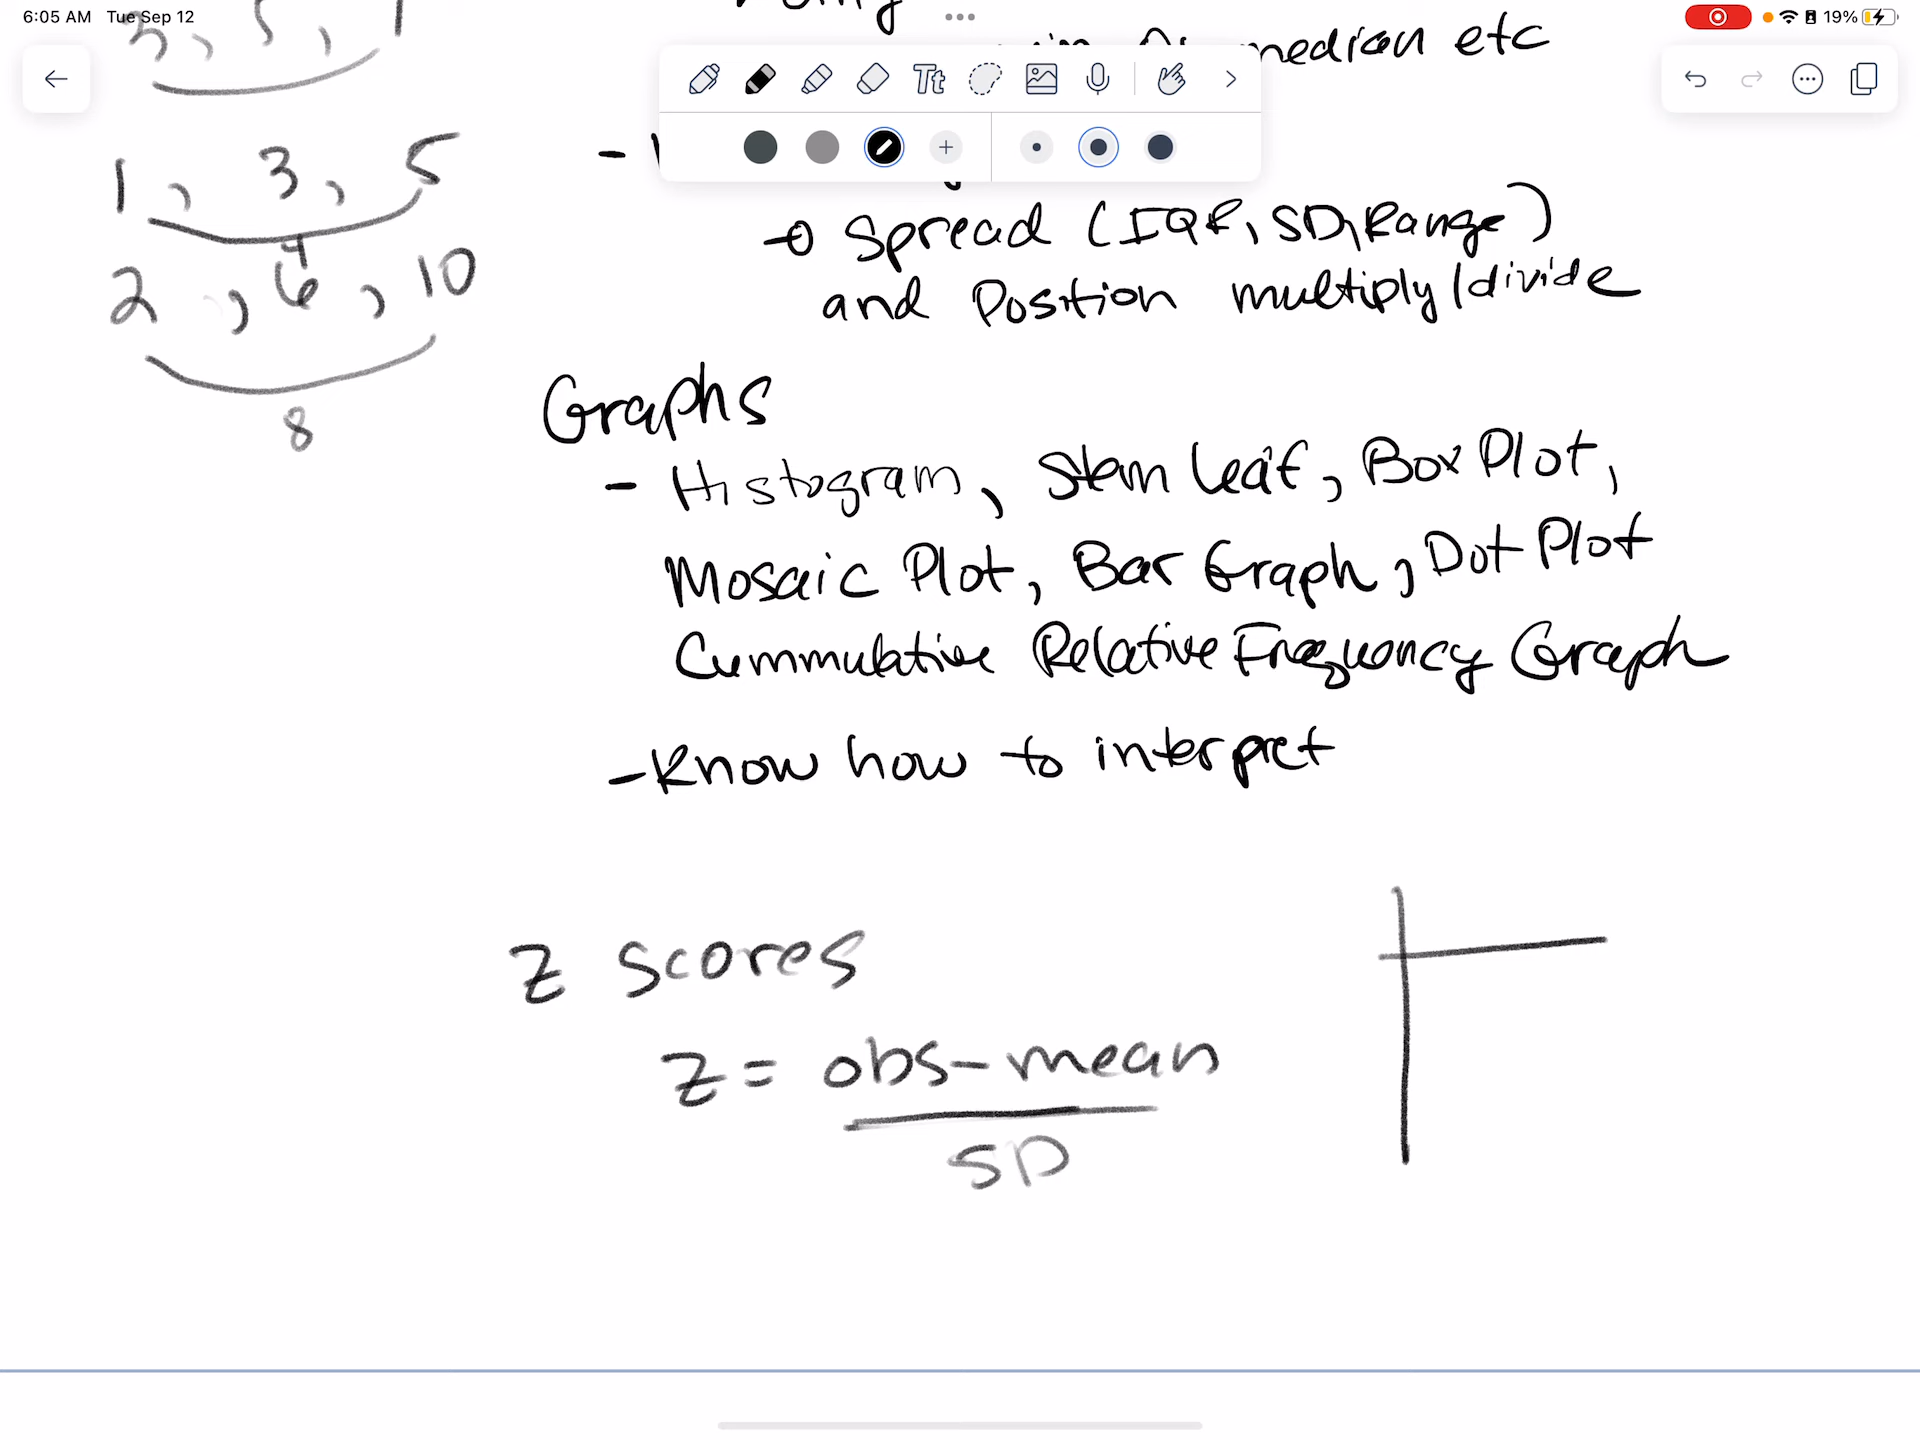 6:05 AM Tue Sep 12
19%
Tt
median etc
1, 3, 5
4
2, 6, 10
8
-
→ Spread (IQR, SD, Range)
and Position multiply/divide
Graphs
- Histogram, Stem Leaf, Box Plot,
Mosaic Plot, Bar Graph, Dot Plot
Cummulative Relative Frequency Graph
- Know how to interpret
z scores
z = obs - mean
SD